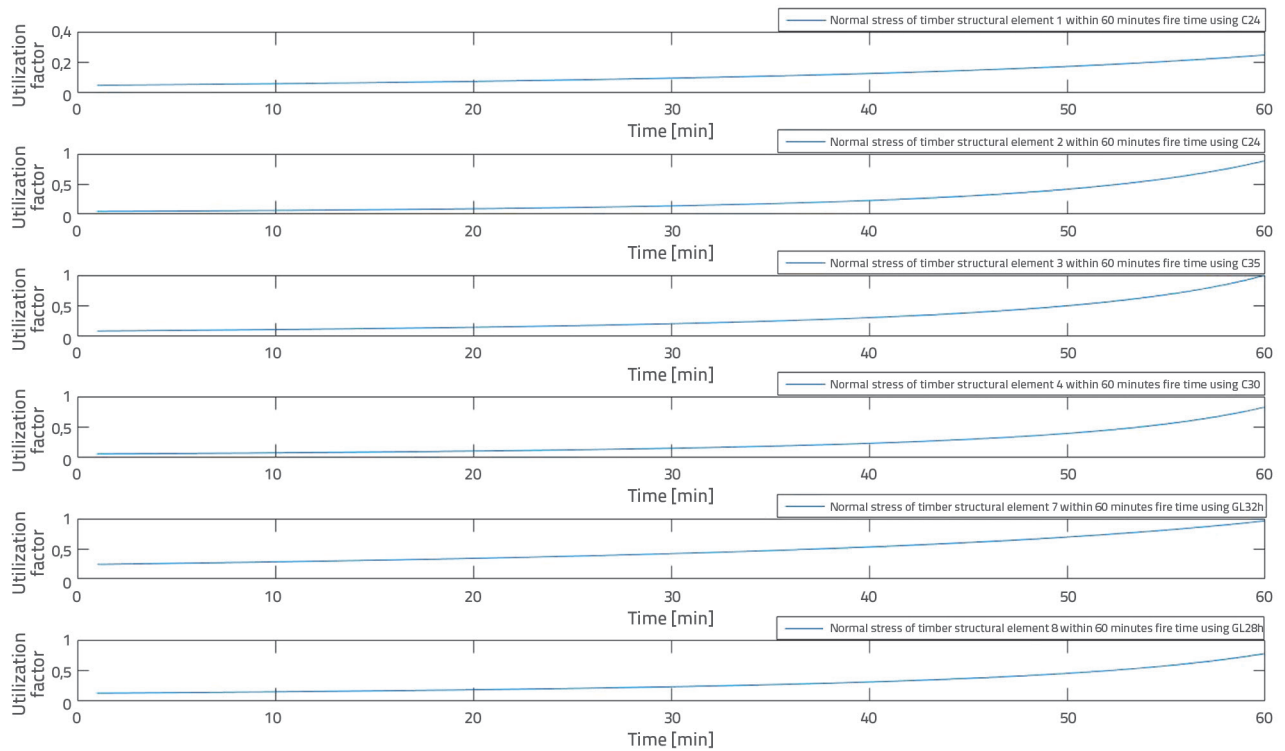 Normal stress of timber structural element 1 within 60 minutes fire time using C24
Utilization
factor
0,4
0,2
0
0 10 20 30 40 50 60
Time [min]
Normal stress of timber structural element 2 within 60 minutes fire time using C24
Utilization
factor
1
0,5
0
0 10 20 30 40 50 60
Time [min]
Normal stress of timber structural element 3 within 60 minutes fire time using C35
Utilization
factor
1
0,5
0
0 10 20 30 40 50 60
Time [min]
Normal stress of timber structural element 4 within 60 minutes fire time using C30
Utilization
factor
1
0,5
0
0 10 20 30 40 50 60
Time [min]
Normal stress of timber structural element 7 within 60 minutes fire time using GL32h
Utilization
factor
1
0,5
0
0 10 20 30 40 50 60
Time [min]
Normal stress of timber structural element 8 within 60 minutes fire time using GL28h
Utilization
factor
1
0,5
0
0 10 20 30 40 50 60
Time [min]